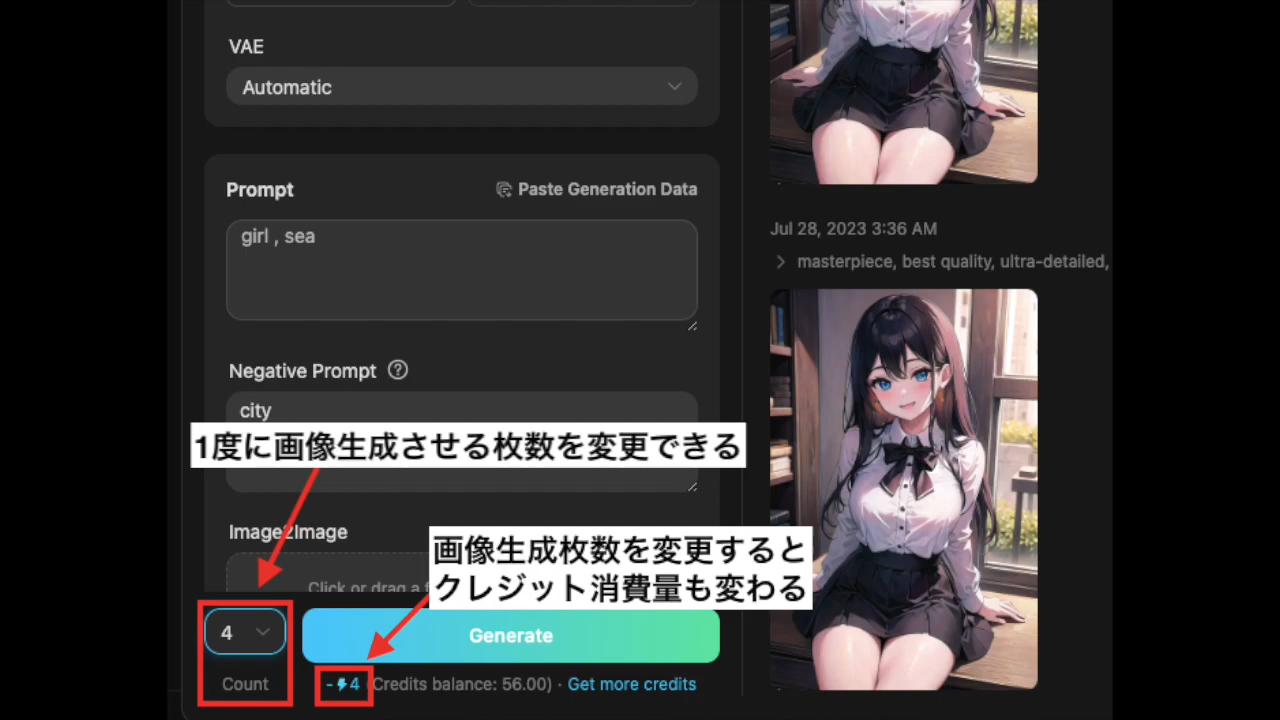 VAE
Automatic
Prompt
Paste Generation Data
girl , sea
Negative Prompt ?
city
1度に画像生成させる枚数を変更できる
Image2Image
Click or drag a
画像生成枚数を変更すると
クレジット消費量も変わる
4
Generate
Count
-4 (Credits balance: 56.00) · Get more credits
Jul 28, 2023 3:36 AM
masterpiece, best quality, ultra-detailed,